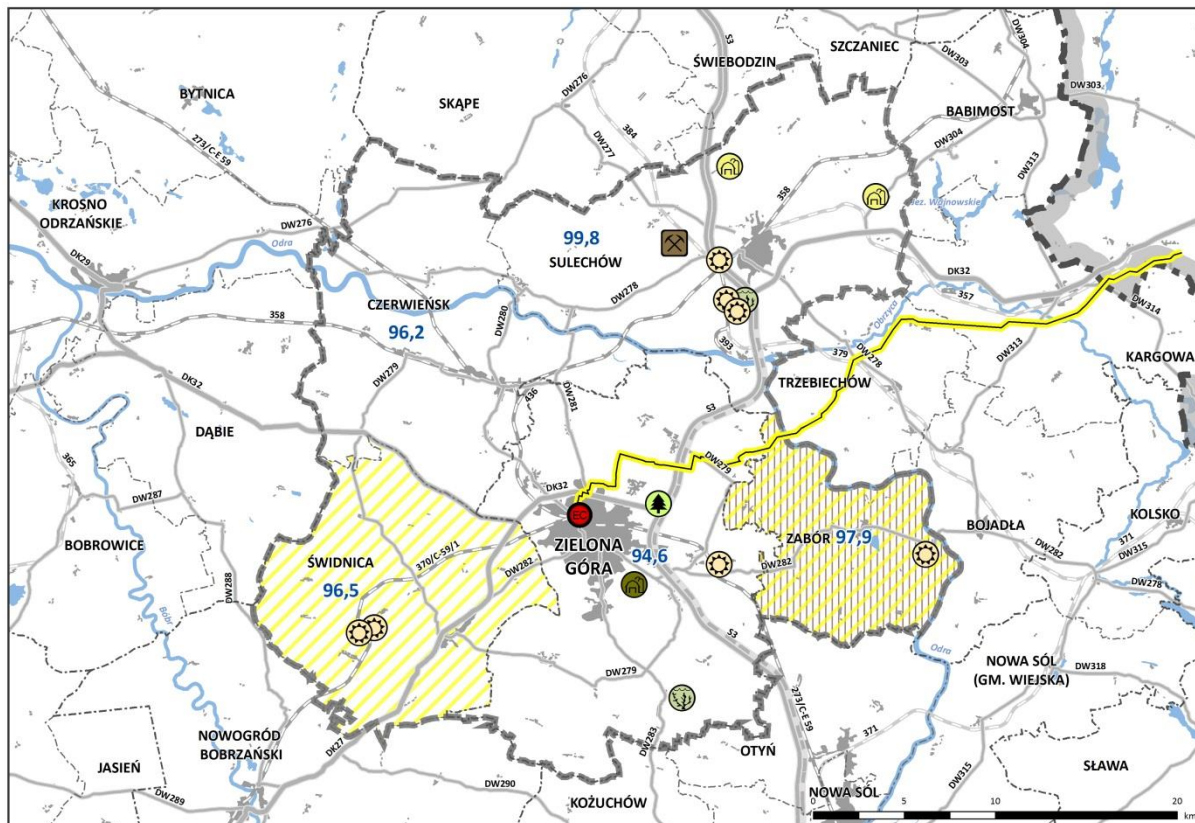 SZCZANIEC
S3
DW304
ŚWIEBODZIN
DW303
DW276
DW303
BYTNICA
SKĄPE
BABIMOST
384
DW304
273/C-E 59
DW277
DW313
358
Jez. Wojnowskie
KROSNO
ODRZAŃSKIE
DW276
99,8
Odra
SULECHÓW
DK29
DK32
CZERWIEŃSK
DW278
357
DW314
358
96,2
DW280
Obrzyca
393
379
DW278
DW313
KARGOWA
DW279
TRZEBIECHÓW
DK32
436
DW281
S3
DĄBIE
365
DW279
DW287
DK32
EC
KOLSKO
BOBROWICE
ZIELONA
GÓRA
94,6
ZABÓR
97,9
BOJADŁA
371
DW315
ŚWIDNICA
370/C-59/1
DW282
DW282
DW282
DW288
96,5
DW278
Bóbr
S3
Odra
NOWA SÓL
(GM. WIEJSKA)
DW318
DW279
273/C-E 59
NOWOGRÓD
BOBRZAŃSKI
DK27
DW283
OTYŃ
371
JASIEŃ
SŁAWA
DW290
DW315
DW289
KOŻUCHÓW
NOWA SÓL
0 5 10 20
km